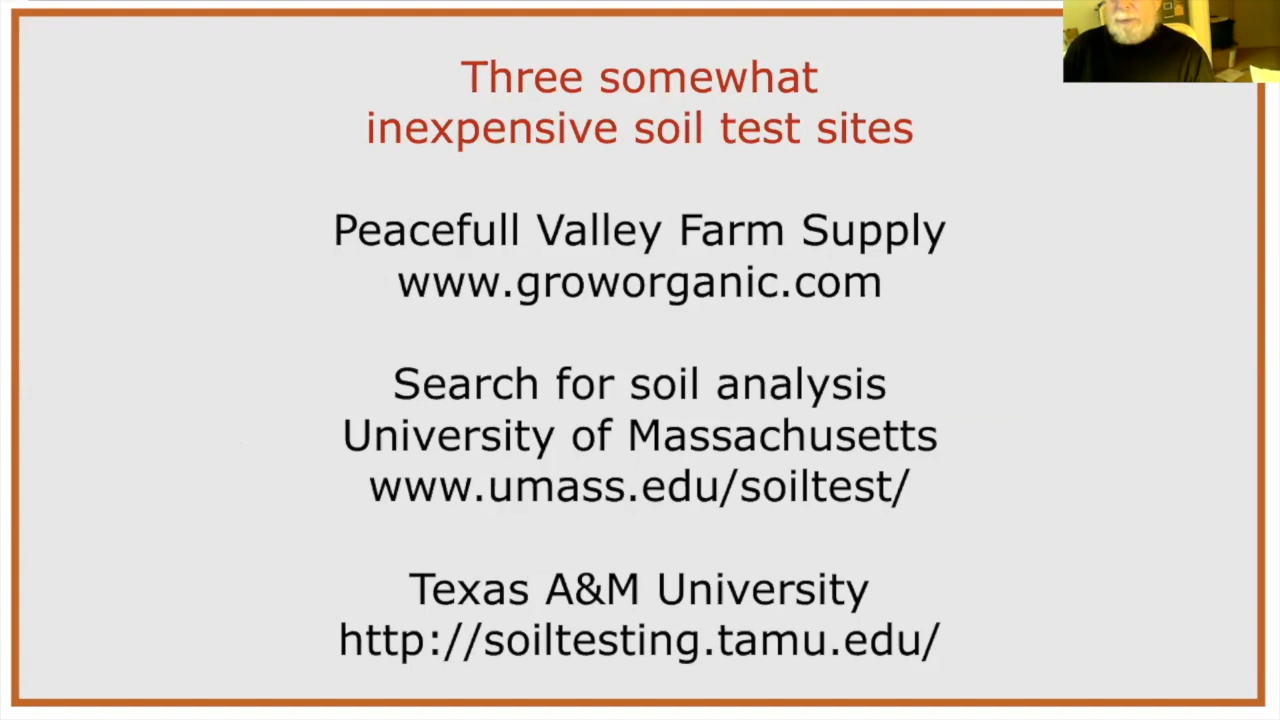 Three somewhat
inexpensive soil test sites
Peacefull Valley Farm Supply
www.groworganic.com
Search for soil analysis
University of Massachusetts
www.umass.edu/soiltest/
Texas A&M University
http://soiltesting.tamu.edu/